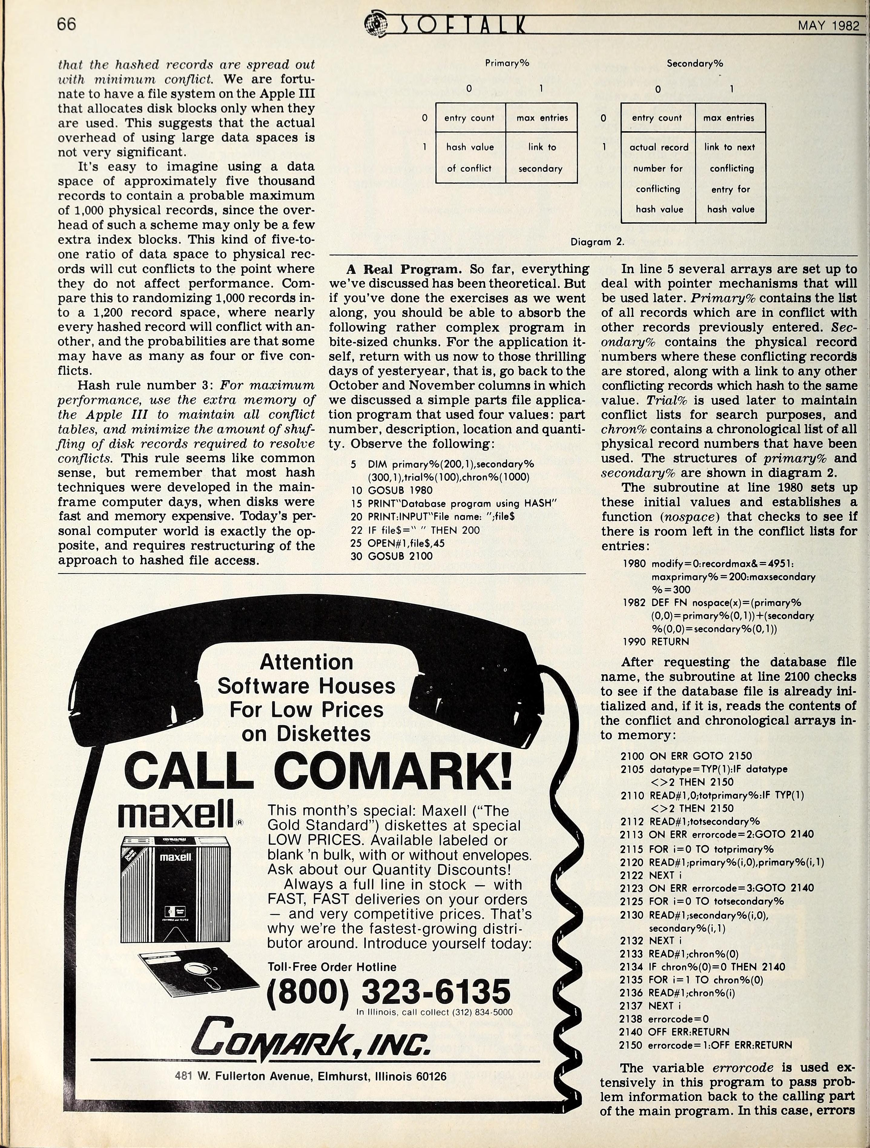 66
SOFTALK
MAY 1982
that the hashed records are spread out
with minimum conflict. We are fortu-
nate to have a file system on the Apple III
that allocates disk blocks only when they
are used. This suggests that the actual
overhead of using large data spaces is
not very significant.
It's easy to imagine using a data
space of approximately five thousand
records to contain a probable maximum
of 1,000 physical records, since the over-
head of such a scheme may only be a few
extra index blocks. This kind of five-to-
one ratio of data space to physical rec-
ords will cut conflicts to the point where
they do not affect performance. Com-
pare this to randomizing 1,000 records in-
to a 1,200 record space, where nearly
every hashed record will conflict with an-
other, and the probabilities are that some
may have as many as four or five con-
flicts.
Hash rule number 3: For maximum
performance, use the extra memory of
the Apple III to maintain all conflict
tables, and minimize the amount of shuf-
fling of disk records required to resolve
conflicts. This rule seems like common
sense, but remember that most hash
techniques were developed in the main-
frame computer days, when disks were
fast and memory expensive. Today's per-
sonal computer world is exactly the op-
posite, and requires restructuring of the
approach to hashed file access.
Primary%
0 1
0 entry count max entries
1 hash value link to
of conflict secondary
Secondary%
0 1
0 entry count max entries
1 actual record link to next
number for conflicting
conflicting entry for
hash value hash value
Diagram 2.
A Real Program. So far, everything
we've discussed has been theoretical. But
if you've done the exercises as we went
along, you should be able to absorb the
following rather complex program in
bite-sized chunks. For the application it-
self, return with us now to those thrilling
days of yesteryear, that is, go back to the
October and November columns in which
we discussed a simple parts file applica-
tion program that used four values: part
number, description, location and quanti-
ty. Observe the following:
5 DIM primary%(200,1),secondary%
(300,1),trial%(100),chron%(1000)
10 GOSUB 1980
15 PRINT"Database program using HASH"
20 PRINT:INPUT"File name: ";file$
22 IF file$=" " THEN 200
25 OPEN#1,file$,45
30 GOSUB 2100
In line 5 several arrays are set up to
deal with pointer mechanisms that will
be used later. Primary% contains the list
of all records which are in conflict with
other records previously entered. Sec-
ondary% contains the physical record
numbers where these conflicting records
are stored, along with a link to any other
conflicting records which hash to the same
value. Trial% is used later to maintain
conflict lists for search purposes, and
chron% contains a chronological list of all
physical record numbers that have been
used. The structures of primary% and
secondary% are shown in diagram 2.
The subroutine at line 1980 sets up
these initial values and establishes a
function (nospace) that checks to see if
there is room left in the conflict lists for
entries:
1980 modify=0:recordmax&=4951:
maxprimary%=200:maxsecondary
%=300
1982 DEF FN nospace(x)=(primary%
(0,0)=primary%(0,1))+(secondary
%(0,0)=secondary%(0,1))
1990 RETURN
After requesting the database file
name, the subroutine at line 2100 checks
to see if the database file is already ini-
tialized and, if it is, reads the contents of
the conflict and chronological arrays in-
to memory:
2100 ON ERR GOTO 2150
2105 datatype=TYP(1):IF datatype
<>2 THEN 2150
2110 READ#1,0;totprimary%:IF TYP(1)
<>2 THEN 2150
2112 READ#1;totsecondary%
2113 ON ERR errorcode=2:GOTO 2140
2115 FOR i=0 TO totprimary%
2120 READ#1;primary%(i,0),primary%(i,1)
2122 NEXT i
2123 ON ERR errorcode=3:GOTO 2140
2125 FOR i=0 TO totsecondary%
2130 READ#1;secondary%(i,0),
secondary%(i,1)
2132 NEXT i
2133 READ#1;chron%(0)
2134 IF chron%(0)=0 THEN 2140
2135 FOR i=1 TO chron%(0)
2136 READ#1;chron%(i)
2137 NEXT i
2138 errorcode=0
2140 OFF ERR:RETURN
2150 errorcode=1:OFF ERR:RETURN
The variable errorcode is used ex-
tensively in this program to pass prob-
lem information back to the calling part
of the main program. In this case, errors
Attention
Software Houses
For Low Prices
on Diskettes
CALL COMARK!
maxell®
maxell
This month's special: Maxell ("The
Gold Standard") diskettes at special
LOW PRICES. Available labeled or
blank 'n bulk, with or without envelopes.
Ask about our Quantity Discounts!
Always a full line in stock — with
FAST, FAST deliveries on your orders
— and very competitive prices. That's
why we're the fastest-growing distri-
butor around. Introduce yourself today:
Toll-Free Order Hotline
(800) 323-6135
In Illinois, call collect (312) 834-5000
COMARK, INC.
481 W. Fullerton Avenue, Elmhurst, Illinois 60126